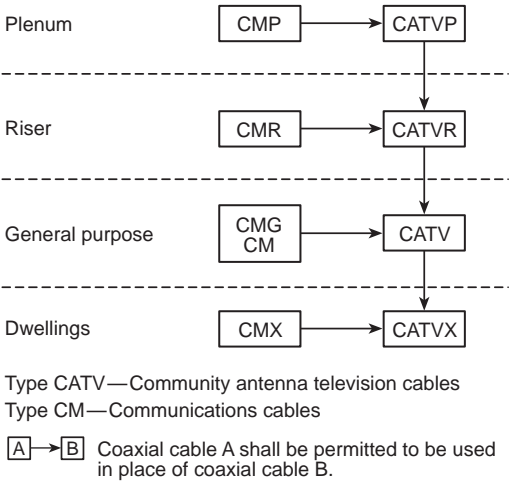 Plenum CMP CATVP
Riser CMR CATVR
General purpose CMG CM CATV
Dwellings CMX CATVX
Type CATV—Community antenna television cables
Type CM—Communications cables
A B Coaxial cable A shall be permitted to be used
in place of coaxial cable B.